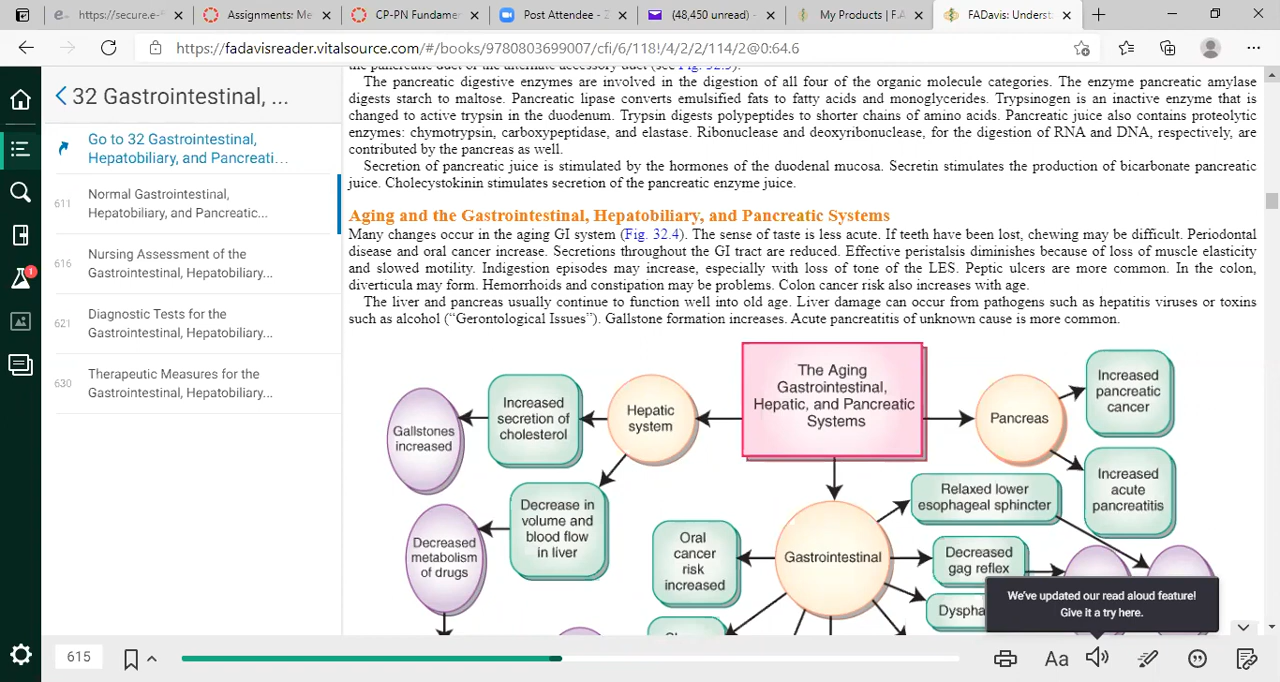 https://secure.e-
Assignments: Me
CP-PN Fundame
Post Attendee - Z
(48,450 unread) -
My Products | F.A
FADavis: Underst
https://fadavisreader.vitalsource.com/#/books/9780803699007/cfi/6/118!/4/2/2/114/2@0:64.6
32 Gastrointestinal, ...
Go to 32 Gastrointestinal,
Hepatobiliary, and Pancreati...
611
Normal Gastrointestinal,
Hepatobiliary, and Pancreatic...
616
Nursing Assessment of the
Gastrointestinal, Hepatobiliary...
621
Diagnostic Tests for the
Gastrointestinal, Hepatobiliary...
630
Therapeutic Measures for the
Gastrointestinal, Hepatobiliary...
1
the pancreatic duct or the alternate accessory duct (see Fig. 32.3).
The pancreatic digestive enzymes are involved in the digestion of all four of the organic molecule categories. The enzyme pancreatic amylase
digests starch to maltose. Pancreatic lipase converts emulsified fats to fatty acids and monoglycerides. Trypsinogen is an inactive enzyme that is
changed to active trypsin in the duodenum. Trypsin digests polypeptides to shorter chains of amino acids. Pancreatic juice also contains proteolytic
enzymes: chymotrypsin, carboxypeptidase, and elastase. Ribonuclease and deoxyribonuclease, for the digestion of RNA and DNA, respectively, are
contributed by the pancreas as well.
Secretion of pancreatic juice is stimulated by the hormones of the duodenal mucosa. Secretin stimulates the production of bicarbonate pancreatic
juice. Cholecystokinin stimulates secretion of the pancreatic enzyme juice.
Aging and the Gastrointestinal, Hepatobiliary, and Pancreatic Systems
Many changes occur in the aging GI system (Fig. 32.4). The sense of taste is less acute. If teeth have been lost, chewing may be difficult. Periodontal
disease and oral cancer increase. Secretions throughout the GI tract are reduced. Effective peristalsis diminishes because of loss of muscle elasticity
and slowed motility. Indigestion episodes may increase, especially with loss of tone of the LES. Peptic ulcers are more common. In the colon,
diverticula may form. Hemorrhoids and constipation may be problems. Colon cancer risk also increases with age.
The liver and pancreas usually continue to function well into old age. Liver damage can occur from pathogens such as hepatitis viruses or toxins
such as alcohol (“Gerontological Issues”). Gallstone formation increases. Acute pancreatitis of unknown cause is more common.
The Aging
Gastrointestinal,
Hepatic, and Pancreatic
Systems
Hepatic
system
Increased
secretion of
cholesterol
Gallstones
increased
Decrease in
volume and
blood flow
in liver
Decreased
metabolism
of drugs
Pancreas
Increased
pancreatic
cancer
Increased
acute
pancreatitis
Gastrointestinal
Oral
cancer
risk
increased
Relaxed lower
esophageal sphincter
Decreased
gag reflex
Dyspha
We've updated our read aloud feature!
Give it a try here.
615
Aa